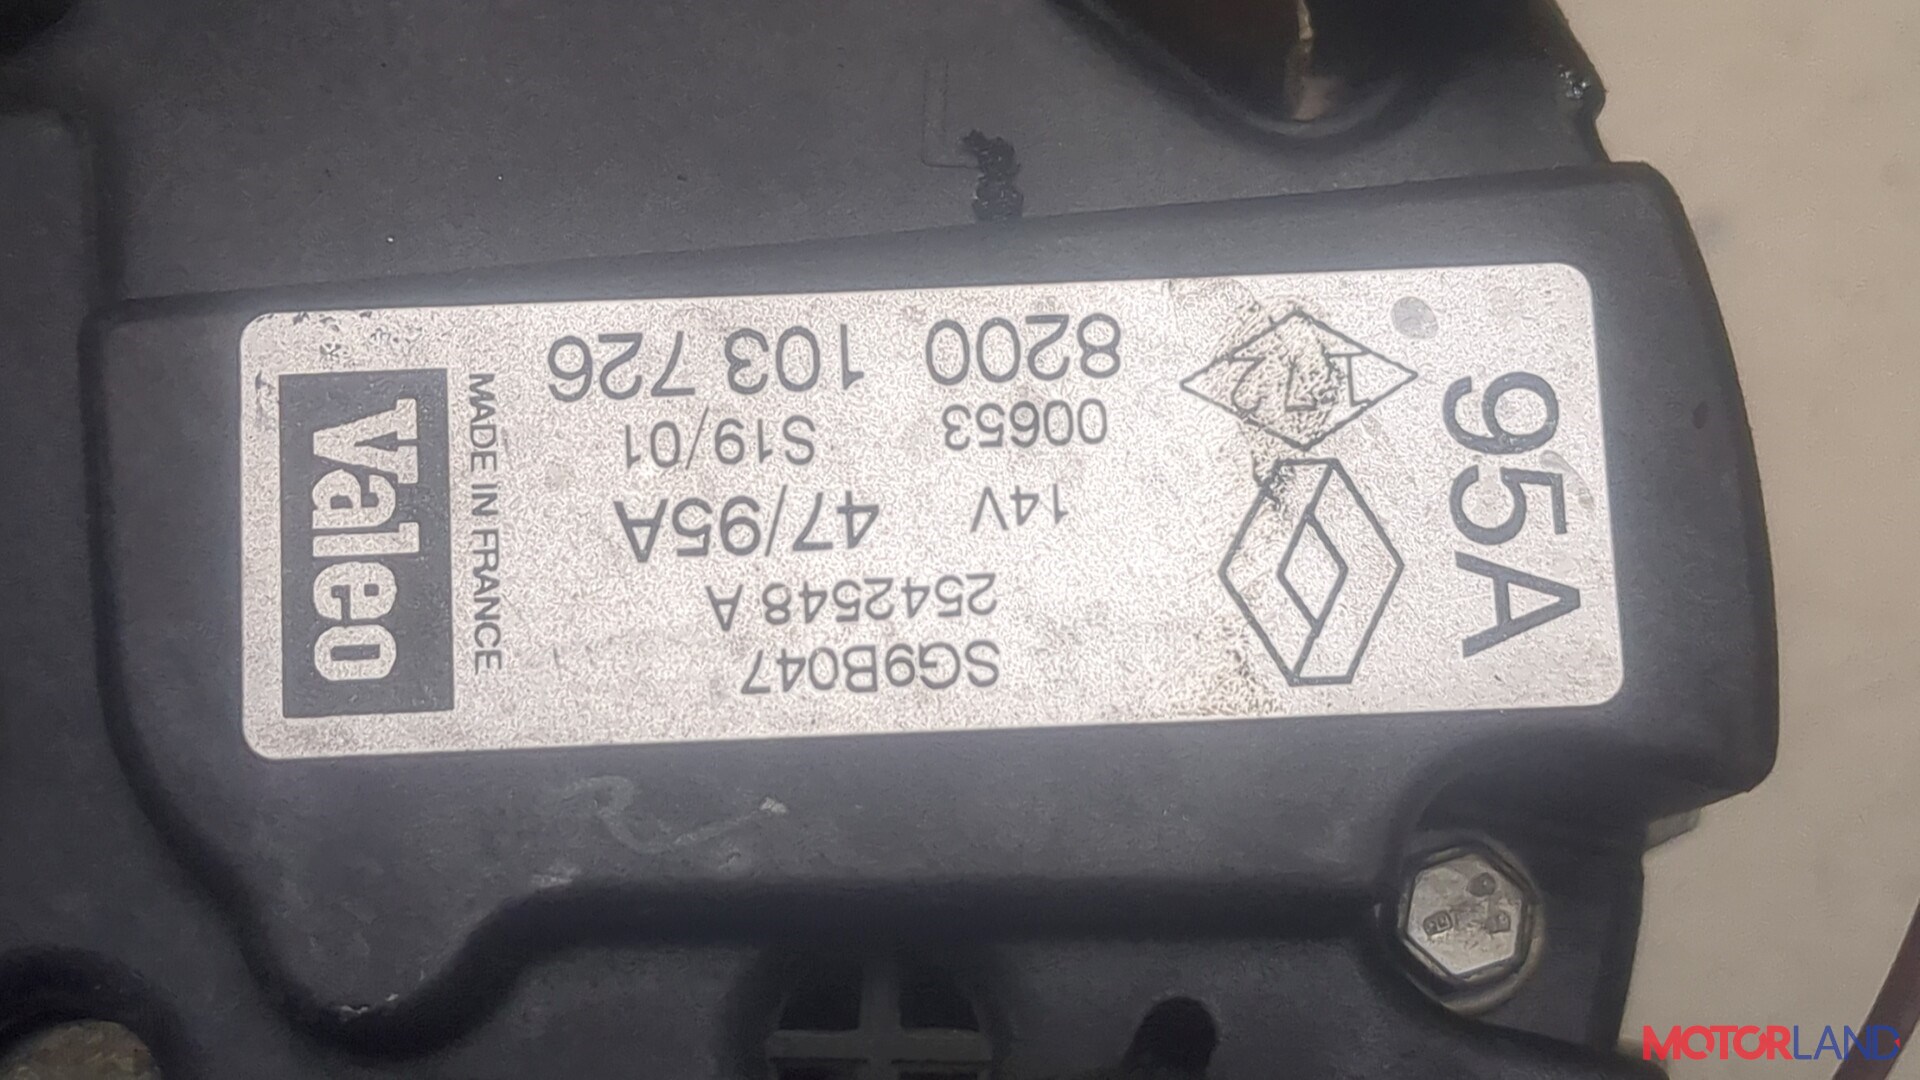 95A
8200 103 726
00653 S19/01
14V 47/95A
2542548 A
SG9B047
MADE IN FRANCE
Valeo
MOTORLAND